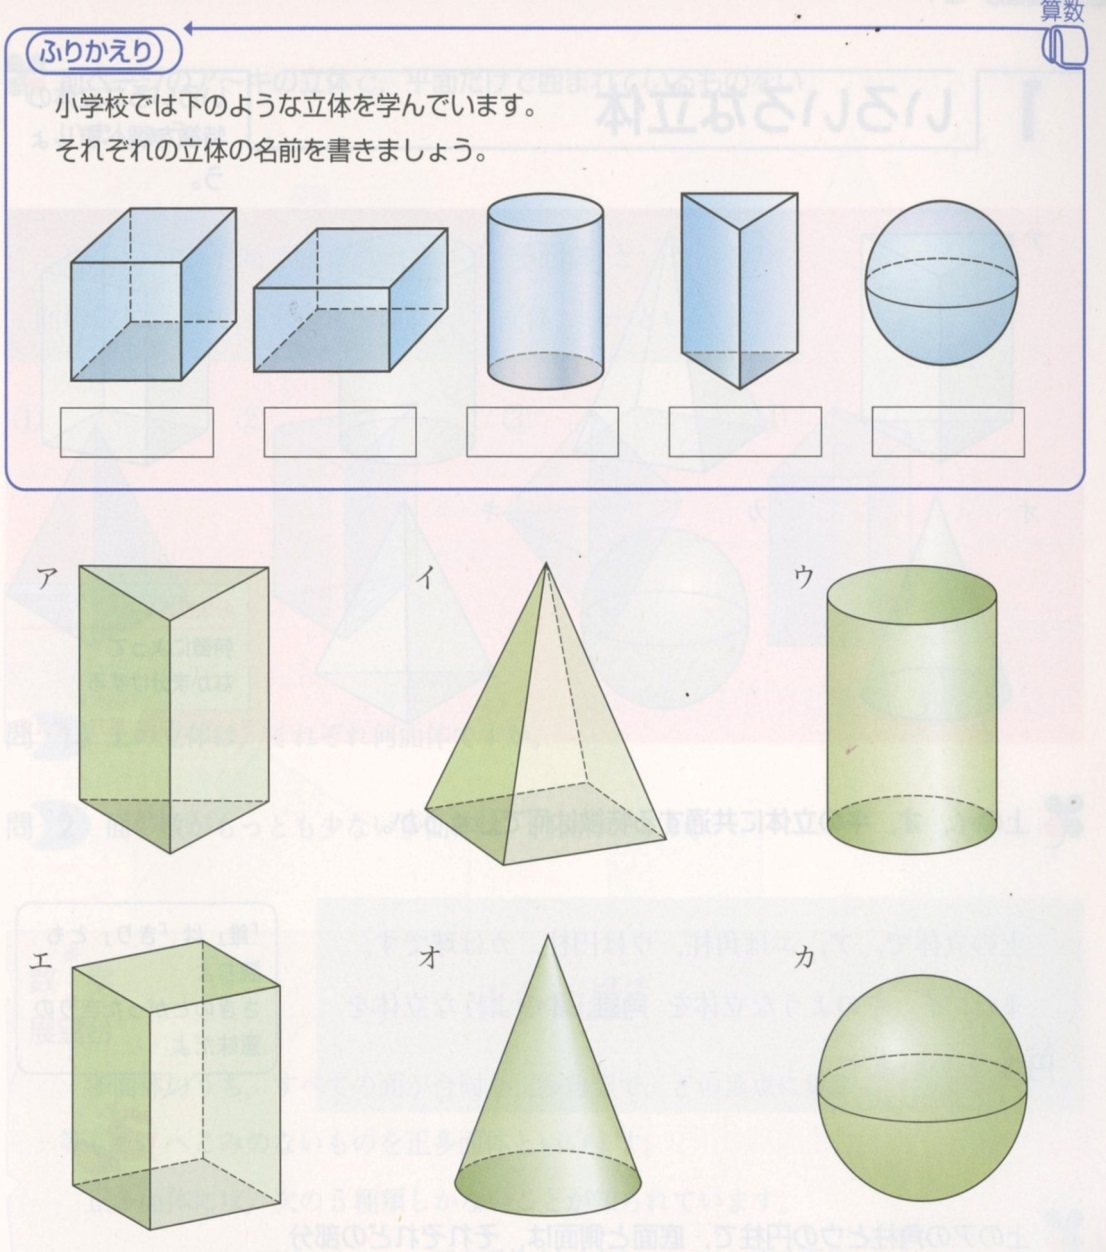 算数
ふりかえり
小学校では下のような立体を学んでいます。
それぞれの立体の名前を書きましょう。
ア
イ
ウ
エ
オ
カ